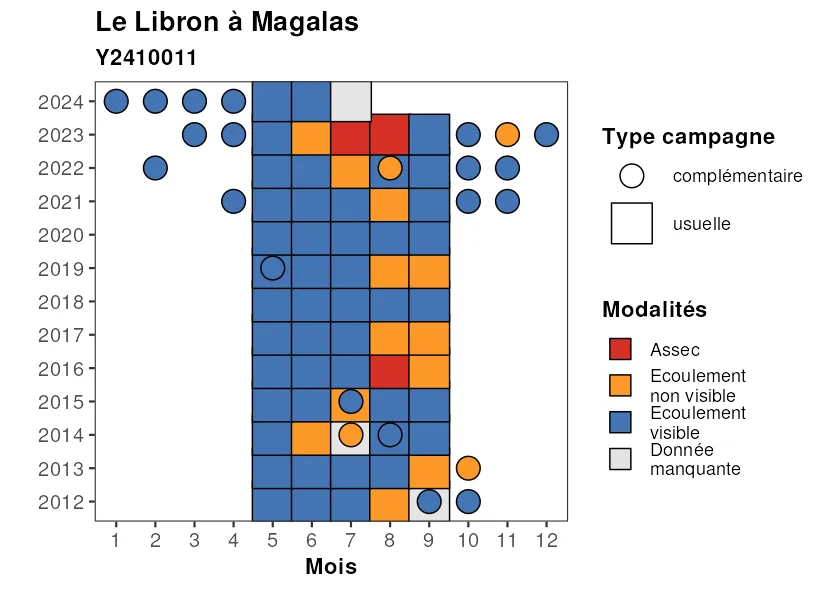 Le Libron à Magalas
Y2410011
2024
2023
2022
2021
2020
2019
2018
2017
2016
2015
2014
2013
2012
1 2 3 4 5 6 7 8 9 10 11 12
Mois
Type campagne
complémentaire
usuelle
Modalités
Assec
Ecoulement
non visible
Ecoulement
visible
Donnée
manquante